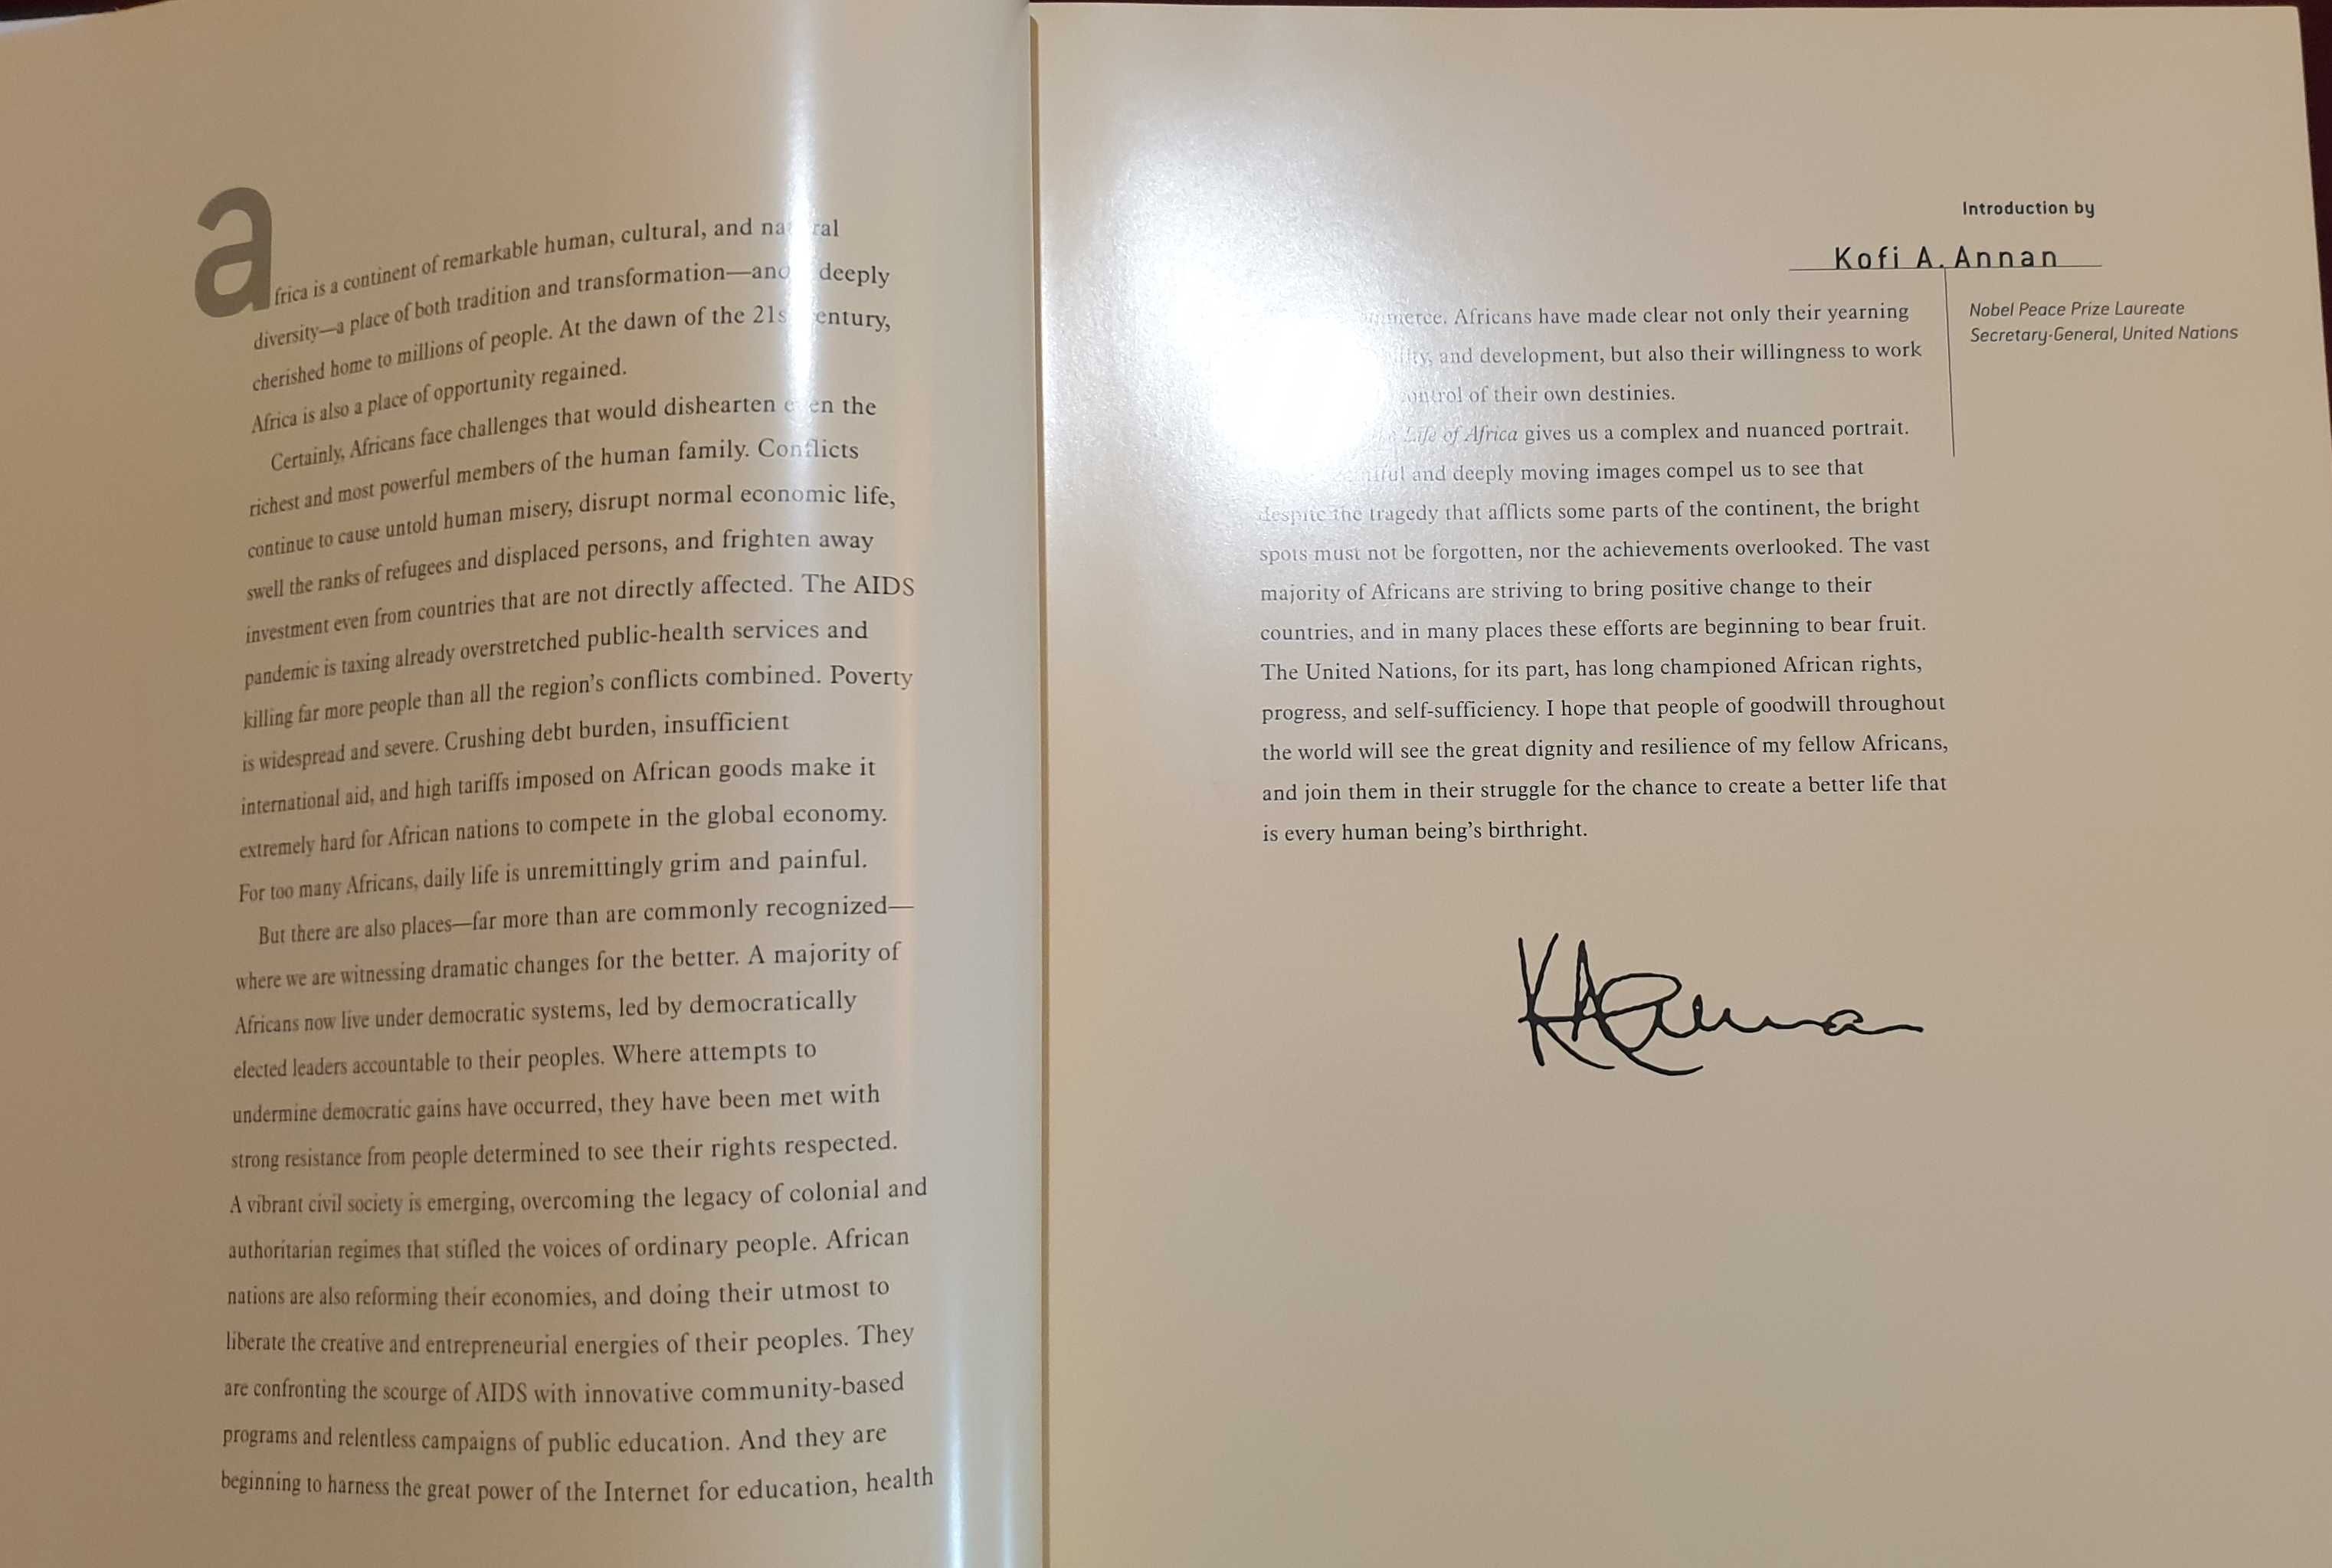 africa is a continent of remarkable human, cultural, and
diversity—a place of both tradition and transformation—and deeply
cherished home to millions of people. At the dawn of the
Africa is also a place of opportunity regained.
Certainly, Africans face challenges that would dishearten even the
richest and most powerful members of the human family. Conflicts
continue to cause untold human misery, disrupt normal economic life,
swell the ranks of refugees and displaced persons, and frighten away
investment even from countries that are not directly affected. The AIDS
pandemic is taxing already overstretched public-health services and
killing far more people than all the region's conflicts combined. Poverty
is widespread and severe. Crushing debt burden, insufficient
international aid, and high tariffs imposed on African goods make it
extremely hard for African nations to compete in the global economy.
For too many Africans, daily life is unremittingly grim and painful.
But there are also places—far more than are commonly recognized—
where we are witnessing dramatic changes for the better. A majority of
Africans now live under democratic systems, led by democratically
elected leaders accountable to their peoples. Where attempts to
undermine democratic gains have occurred, they have been met with
strong resistance from people determined to see their rights respected.
A vibrant civil society is emerging, overcoming the legacy of colonial and
authoritarian regimes that stifled the voices of ordinary people. African
nations are also reforming their economies, and doing their utmost to
liberate the creative and entrepreneurial energies of their peoples. They
are confronting the scourge of AIDS with innovative community-based
programs and relentless campaigns of public education. And they are
beginning to harness the great power of the Internet for education, health
Introduction by
Kofi A. Annan
Nobel Peace Prize Laureate
Secretary-General, United Nations
Africans have made clear not only their yearning
and development, but also their willingness to work
of their own destinies.
Life of Africa gives us a complex and nuanced portrait.
and deeply moving images compel us to see that
despite the tragedy that afflicts some parts of the continent, the bright
spots must not be forgotten, nor the achievements overlooked. The vast
majority of Africans are striving to bring positive change to their
countries, and in many places these efforts are beginning to bear fruit.
The United Nations, for its part, has long championed African rights,
progress, and self-sufficiency. I hope that people of goodwill throughout
the world will see the great dignity and resilience of my fellow Africans,
and join them in their struggle for the chance to create a better life that
is every human being's birthright.
KAAnnan